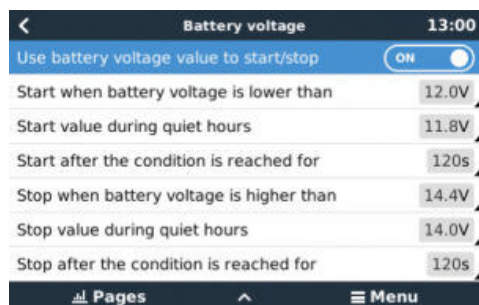 Battery voltage 13:00
Use battery voltage value to start/stop ON
Start when battery voltage is lower than 12.0V
Start value during quiet hours 11.8V
Start after the condition is reached for 120s
Stop when battery voltage is higher than 14.4V
Stop value during quiet hours 14.0V
Stop after the condition is reached for 120s
Pages Menu